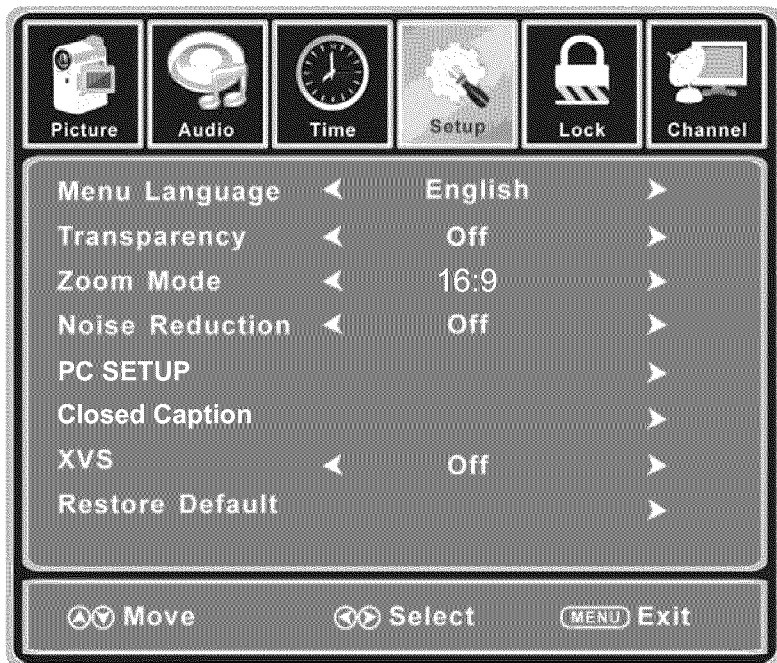 Picture Audio Time Setup Lock Channel
Menu Language English
Transparency Off
Zoom Mode 16:9
Noise Reduction Off
PC SETUP
Closed Caption
XVS Off
Restore Default
Move Select MENU Exit